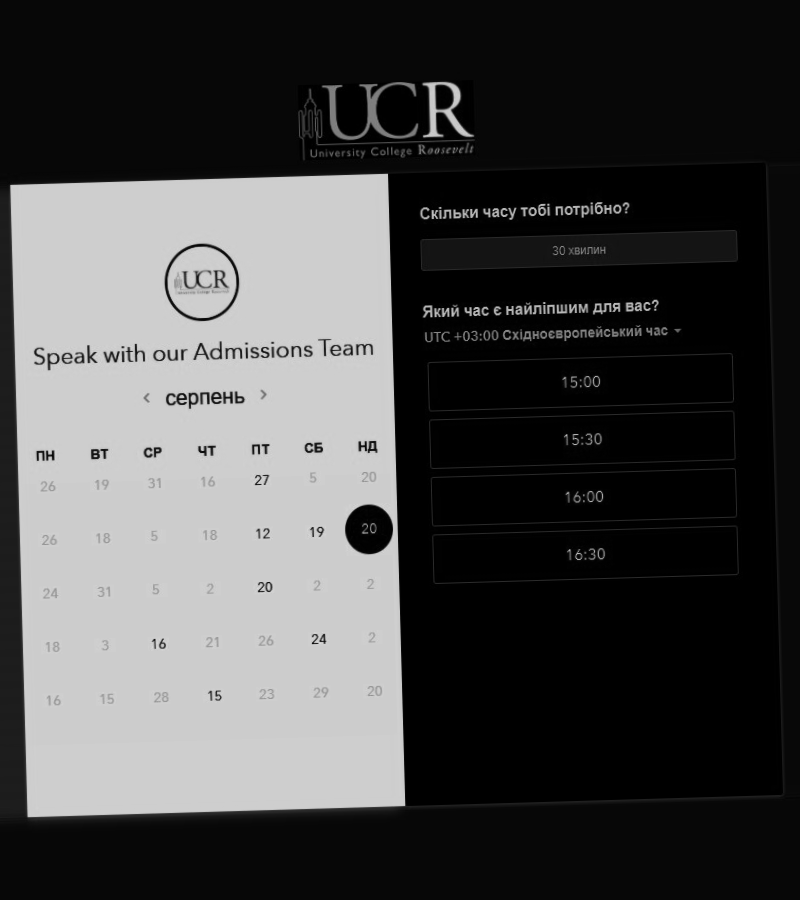 UCR
University College Roosevelt
UCR
Speak with our Admissions Team
серпень
ПН ВТ СР ЧТ ПТ СБ НД
26 19 31 16 27 5 20
26 18 5 18 12 19 20
24 31 5 2 20 2 2
18 3 16 21 26 24 2
16 15 28 15 23 29 20
Скільки часу тобі потрібно?
30 хвилин
Який час є найліпшим для вас?
UTC +03:00 Східноєвропейський час
15:00
15:30
16:00
16:30